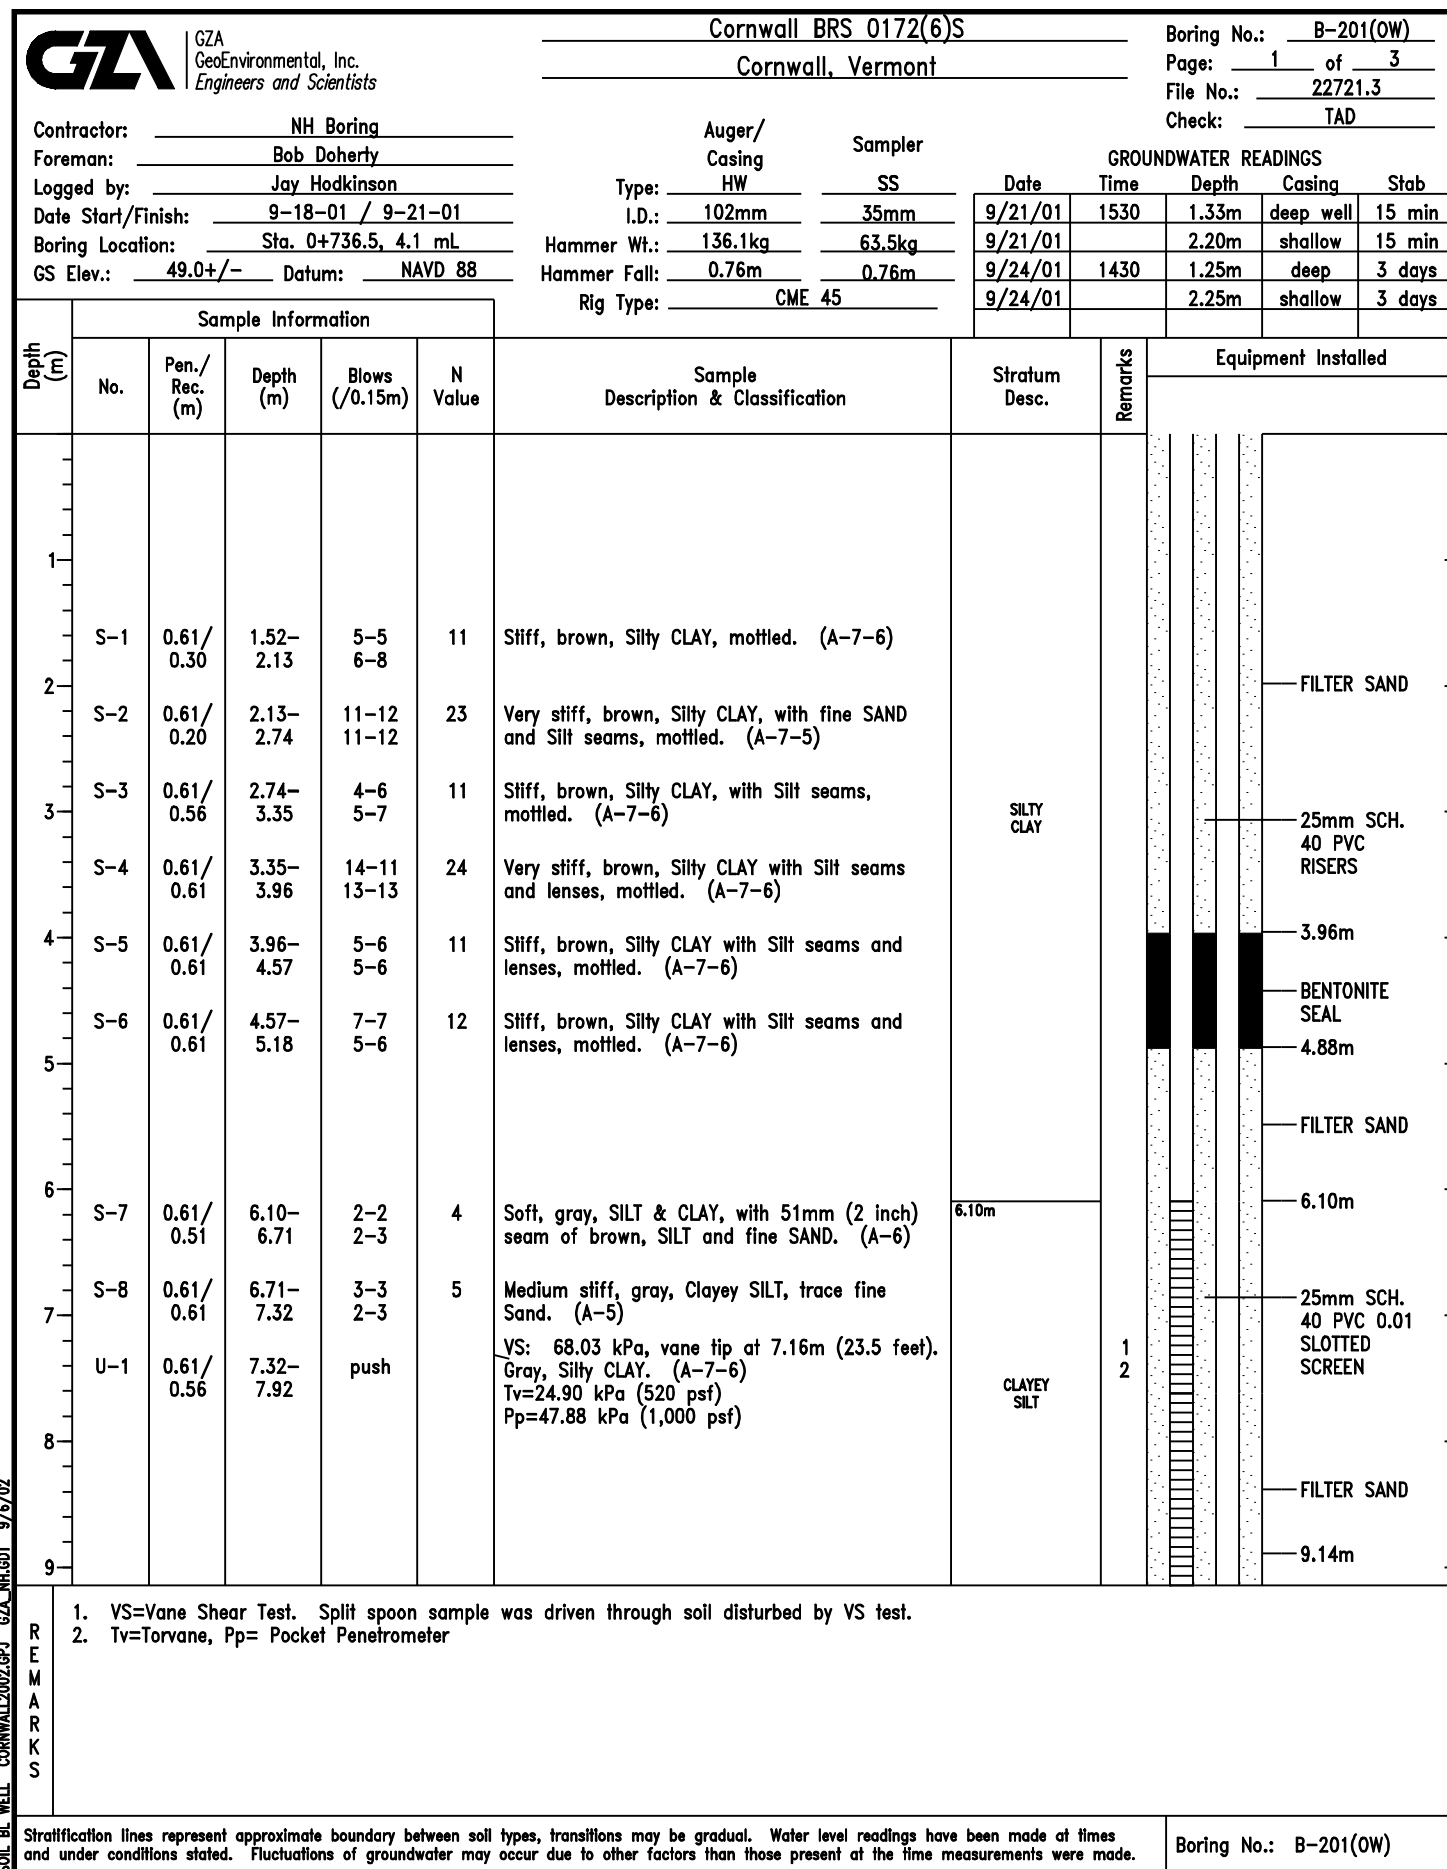 GZA
GZA
GeoEnvironmental, Inc.
Engineers and Scientists
Cornwall BRS 0172(6)S
Cornwall, Vermont
Boring No.: B-201(OW)
Page: 1 of 3
File No.: 22721.3
Check: TAD
Contractor: NH Boring
Foreman: Bob Doherty
Logged by: Jay Hodkinson
Date Start/Finish: 9-18-01 / 9-21-01
Boring Location: Sta. 0+736.5, 4.1 mL
GS Elev.: 49.0+/- Datum: NAVD 88
Auger/
Casing Sampler
Type: HW SS
I.D.: 102mm 35mm
Hammer Wt.: 136.1kg 63.5kg
Hammer Fall: 0.76m 0.76m
Rig Type: CME 45
GROUNDWATER READINGS
Date Time Depth Casing Stab
9/21/01 1530 1.33m deep well 15 min
9/21/01 2.20m shallow 15 min
9/24/01 1430 1.25m deep 3 days
9/24/01 2.25m shallow 3 days
Depth
(m)
Sample Information
No.
Pen./
Rec.
(m)
Depth
(m)
Blows
(/0.15m)
N
Value
Sample
Description & Classification
Stratum
Desc.
Remarks
Equipment Installed
1
S-1 0.61/ 1.52- 5-5 11 Stiff, brown, Silty CLAY, mottled. (A-7-6)
0.30 2.13 6-8
2
FILTER SAND
S-2 0.61/ 2.13- 11-12 23 Very stiff, brown, Silty CLAY, with fine SAND
0.20 2.74 11-12 and Silt seams, mottled. (A-7-5)
S-3 0.61/ 2.74- 4-6 11 Stiff, brown, Silty CLAY, with Silt seams,
3 0.56 3.35 5-7 mottled. (A-7-6)
SILTY
CLAY
25mm SCH.
40 PVC
RISERS
S-4 0.61/ 3.35- 14-11 24 Very stiff, brown, Silty CLAY with Silt seams
0.61 3.96 13-13 and lenses, mottled. (A-7-6)
4
3.96m
S-5 0.61/ 3.96- 5-6 11 Stiff, brown, Silty CLAY with Silt seams and
0.61 4.57 5-6 lenses, mottled. (A-7-6)
BENTONITE
SEAL
S-6 0.61/ 4.57- 7-7 12 Stiff, brown, Silty CLAY with Silt seams and
0.61 5.18 5-6 lenses, mottled. (A-7-6)
4.88m
5
FILTER SAND
6
6.10m
S-7 0.61/ 6.10- 2-2 4 Soft, gray, SILT & CLAY, with 51mm (2 inch) 6.10m
0.51 6.71 2-3 seam of brown, SILT and fine SAND. (A-6)
S-8 0.61/ 6.71- 3-3 5 Medium stiff, gray, Clayey SILT, trace fine
7 0.61 7.32 2-3 Sand. (A-5)
25mm SCH.
40 PVC 0.01
SLOTTED
SCREEN
VS: 68.03 kPa, vane tip at 7.16m (23.5 feet). 1
U-1 0.61/ 7.32- push Gray, Silty CLAY. (A-7-6) 2
0.56 7.92 Tv=24.90 kPa (520 psf)
Pp=47.88 kPa (1,000 psf)
CLAYEY
SILT
8
FILTER SAND
9
9.14m
REMARKS
1. VS=Vane Shear Test. Split spoon sample was driven through soil disturbed by VS test.
2. Tv=Torvane, Pp= Pocket Penetrometer
SOIL BL WELL CORNWALL2002.GPJ GZA_NH.GDT 9/6/02
Stratification lines represent approximate boundary between soil types, transitions may be gradual. Water level readings have been made at times
and under conditions stated. Fluctuations of groundwater may occur due to other factors than those present at the time measurements were made.
Boring No.: B-201(OW)